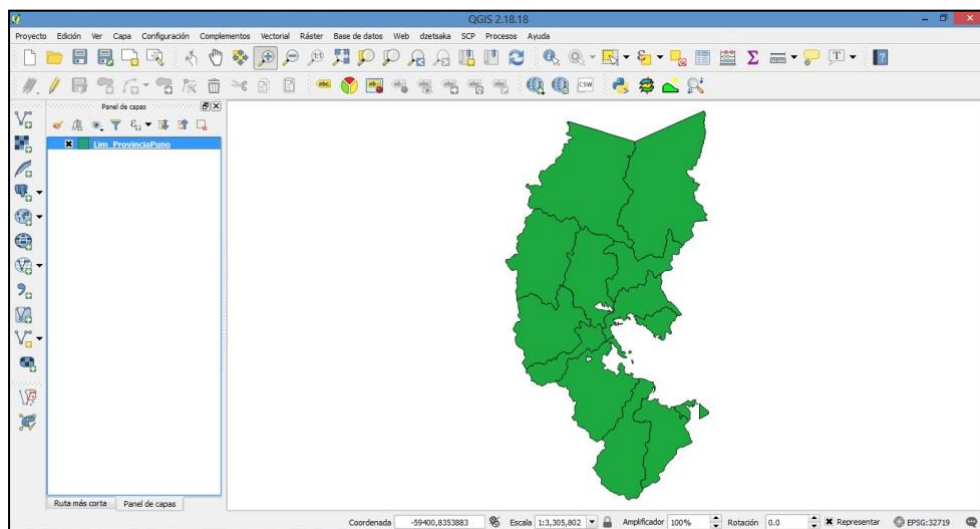 QGIS 2.18.18
Proyecto Edición Ver Capa Configuración Complementos Vectorial Ráster Base de datos Web dzetsaka SCP Procesos Ayuda
Panel de capas
Lim_ProvinciaPuno
Ruta más corta Panel de capas
Coordenada -59400,8353883 Escala 1:3,305,802 Amplificador 100% Rotación 0.0 Representar EPSG:32719